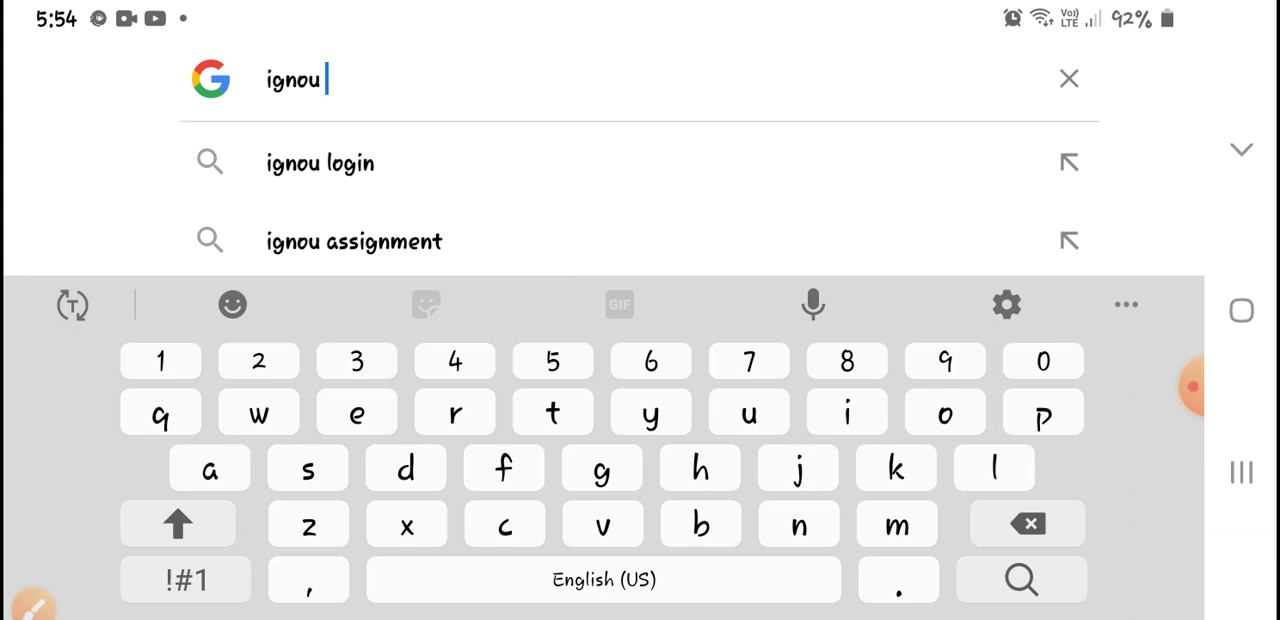 5:54 Vo)) LTE 92%
ignou
ignou login
ignou assignment
T GIF
1 2 3 4 5 6 7 8 9 0
q w e r t y u i o p
a s d f g h j k l
z x c v b n m
!#1 , English (US) .